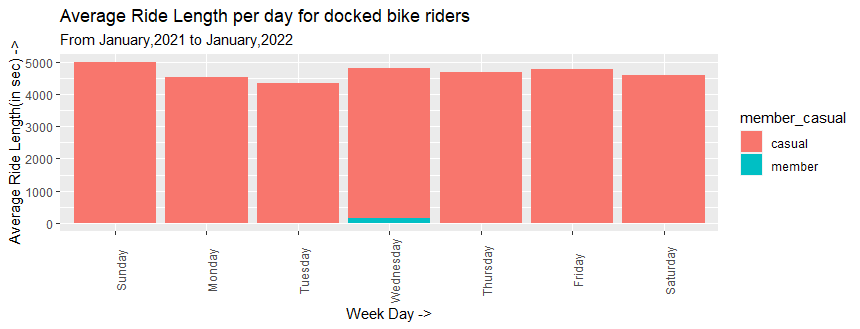 Average Ride Length per day for docked bike riders
From January,2021 to January,2022
Average Ride Length(in sec) ->
5000
4000
3000
2000
1000
0
Sunday
Monday
Tuesday
Wednesday
Thursday
Friday
Saturday
Week Day ->
member_casual
casual
member